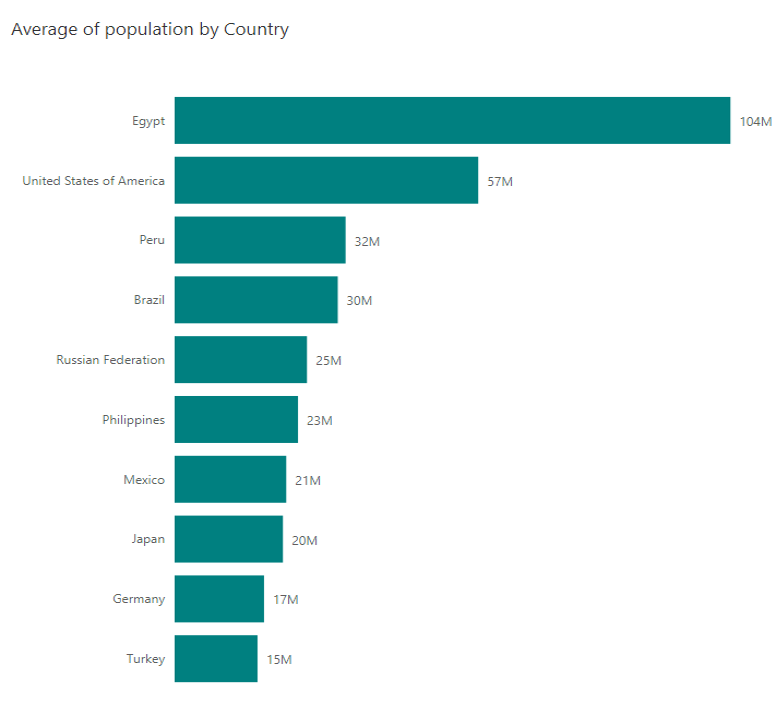 Average of population by Country
Egypt 104M
United States of America 57M
Peru 32M
Brazil 30M
Russian Federation 25M
Philippines 23M
Mexico 21M
Japan 20M
Germany 17M
Turkey 15M